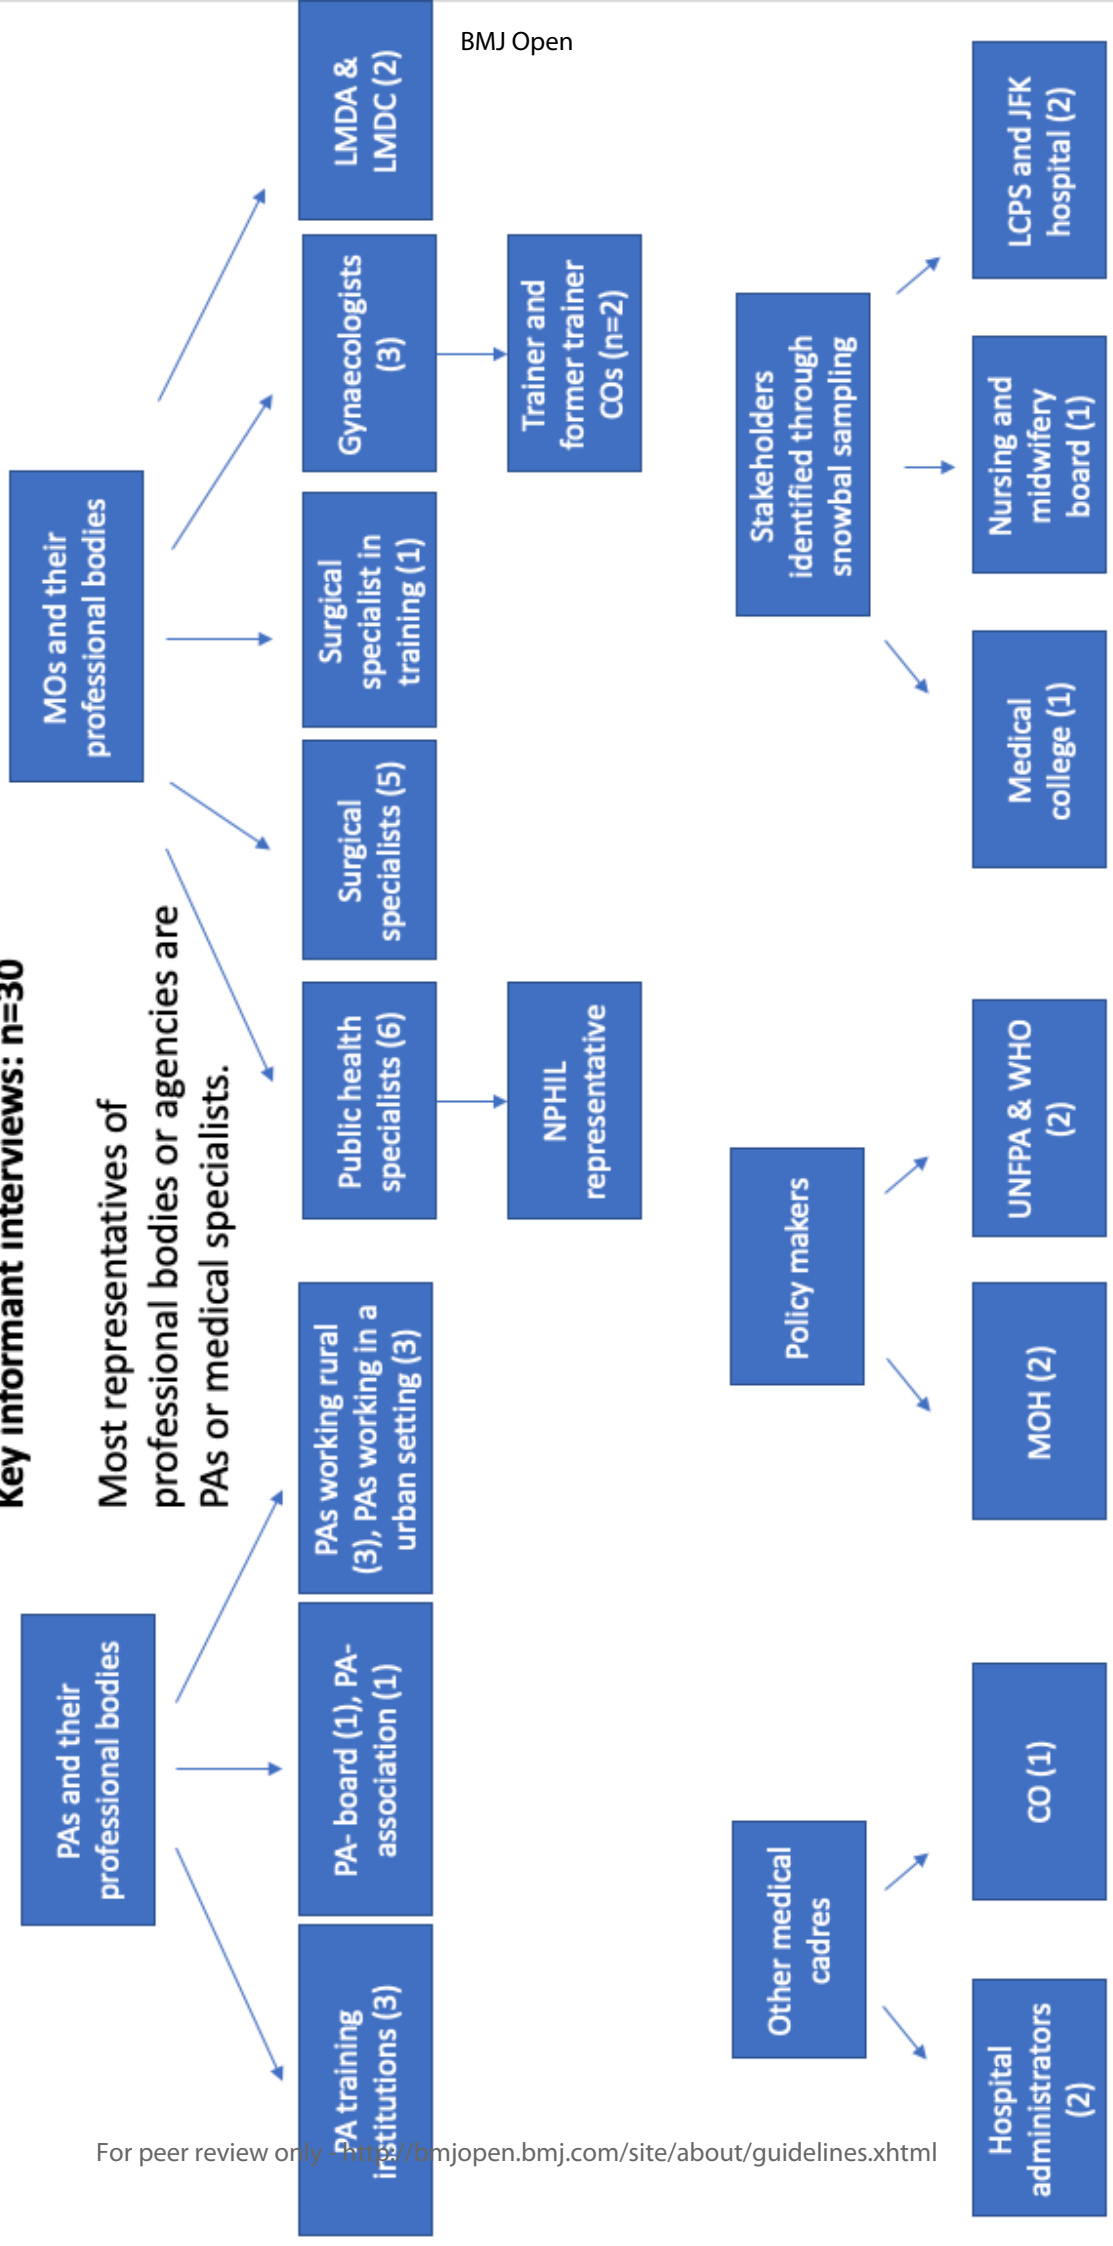 BMJ Open
Key informant interviews: n=30
Most representatives of
professional bodies or agencies are
PAs or medical specialists.
PAs and their
professional bodies
PA training
institutions (3)
PA- board (1), PA-
association (1)
PAs working rural
(3), PAs working in a
urban setting (3)
MOs and their
professional bodies
Public health
specialists (6)
NPHIL
representative
Surgical
specialists (5)
Surgical
specialist in
training (1)
Gynaecologists
(3)
Trainer and
former trainer
COs (n=2)
LMDA &
LMDC (2)
Other medical
cadres
Hospital
administrators
(2)
CO (1)
Policy makers
MOH (2)
UNFPA & WHO
(2)
Stakeholders
identified through
snowbal sampling
Medical
college (1)
Nursing and
midwifery
board (1)
LCPS and JFK
hospital (2)
For peer review only - http://bmjopen.bmj.com/site/about/guidelines.xhtml